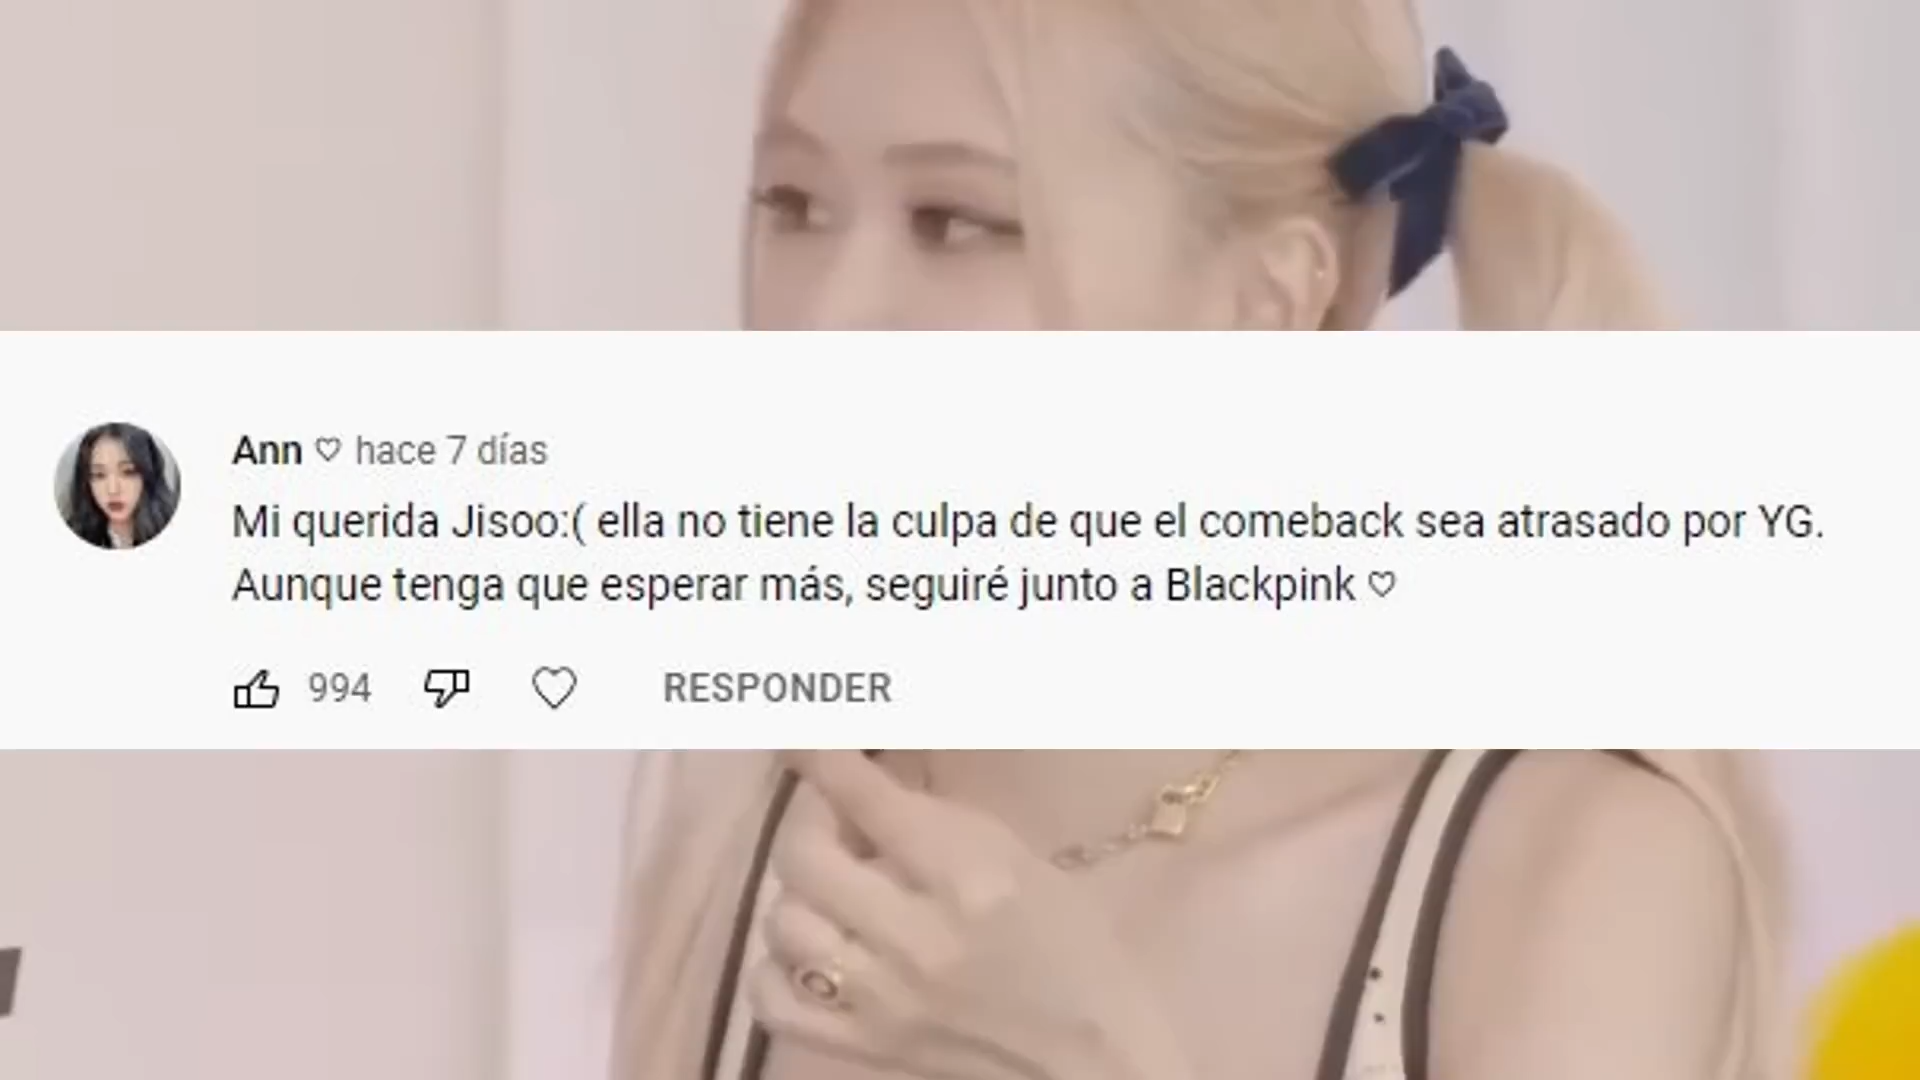 Ann ♡ hace 7 días
Mi querida Jisoo:( ella no tiene la culpa de que el comeback sea atrasado por YG.
Aunque tenga que esperar más, seguiré junto a Blackpink ♡
994 RESPONDER